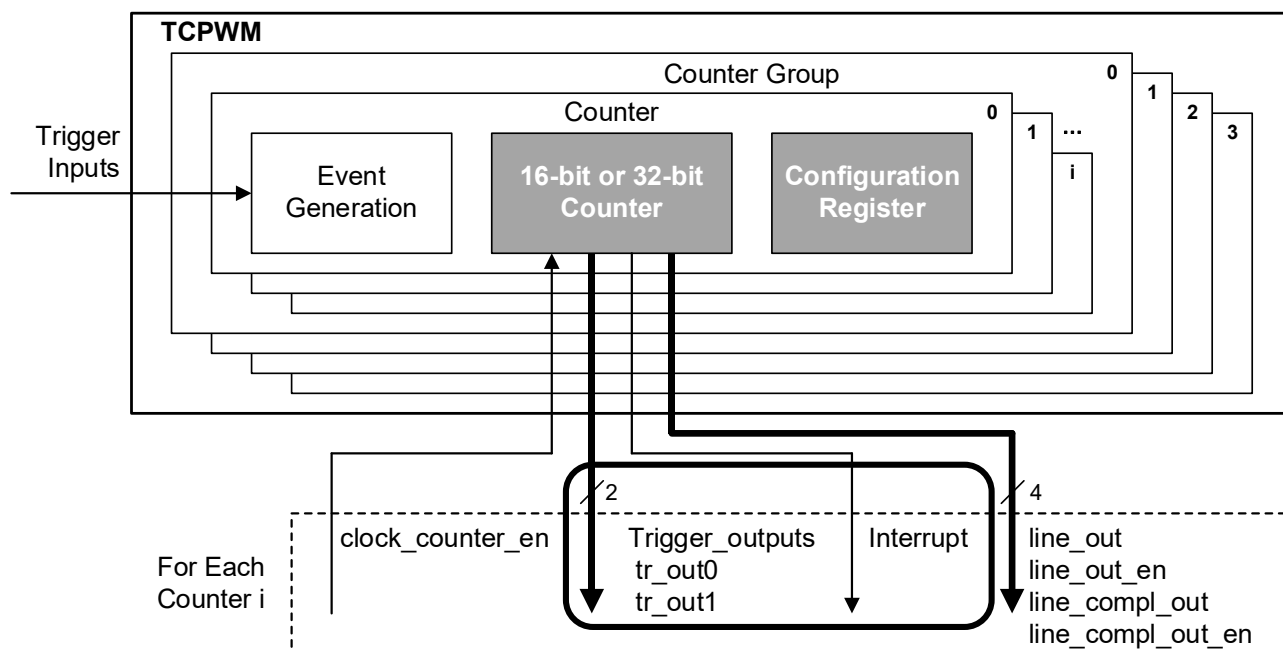 TCPWM
Counter Group
0
1
2
3
Counter
0
1
...
i
Trigger
Inputs
Event
Generation
16-bit or 32-bit
Counter
Configuration
Register
2
4
For Each
Counter i
clock_counter_en
Trigger_outputs
tr_out0
tr_out1
Interrupt
line_out
line_out_en
line_compl_out
line_compl_out_en